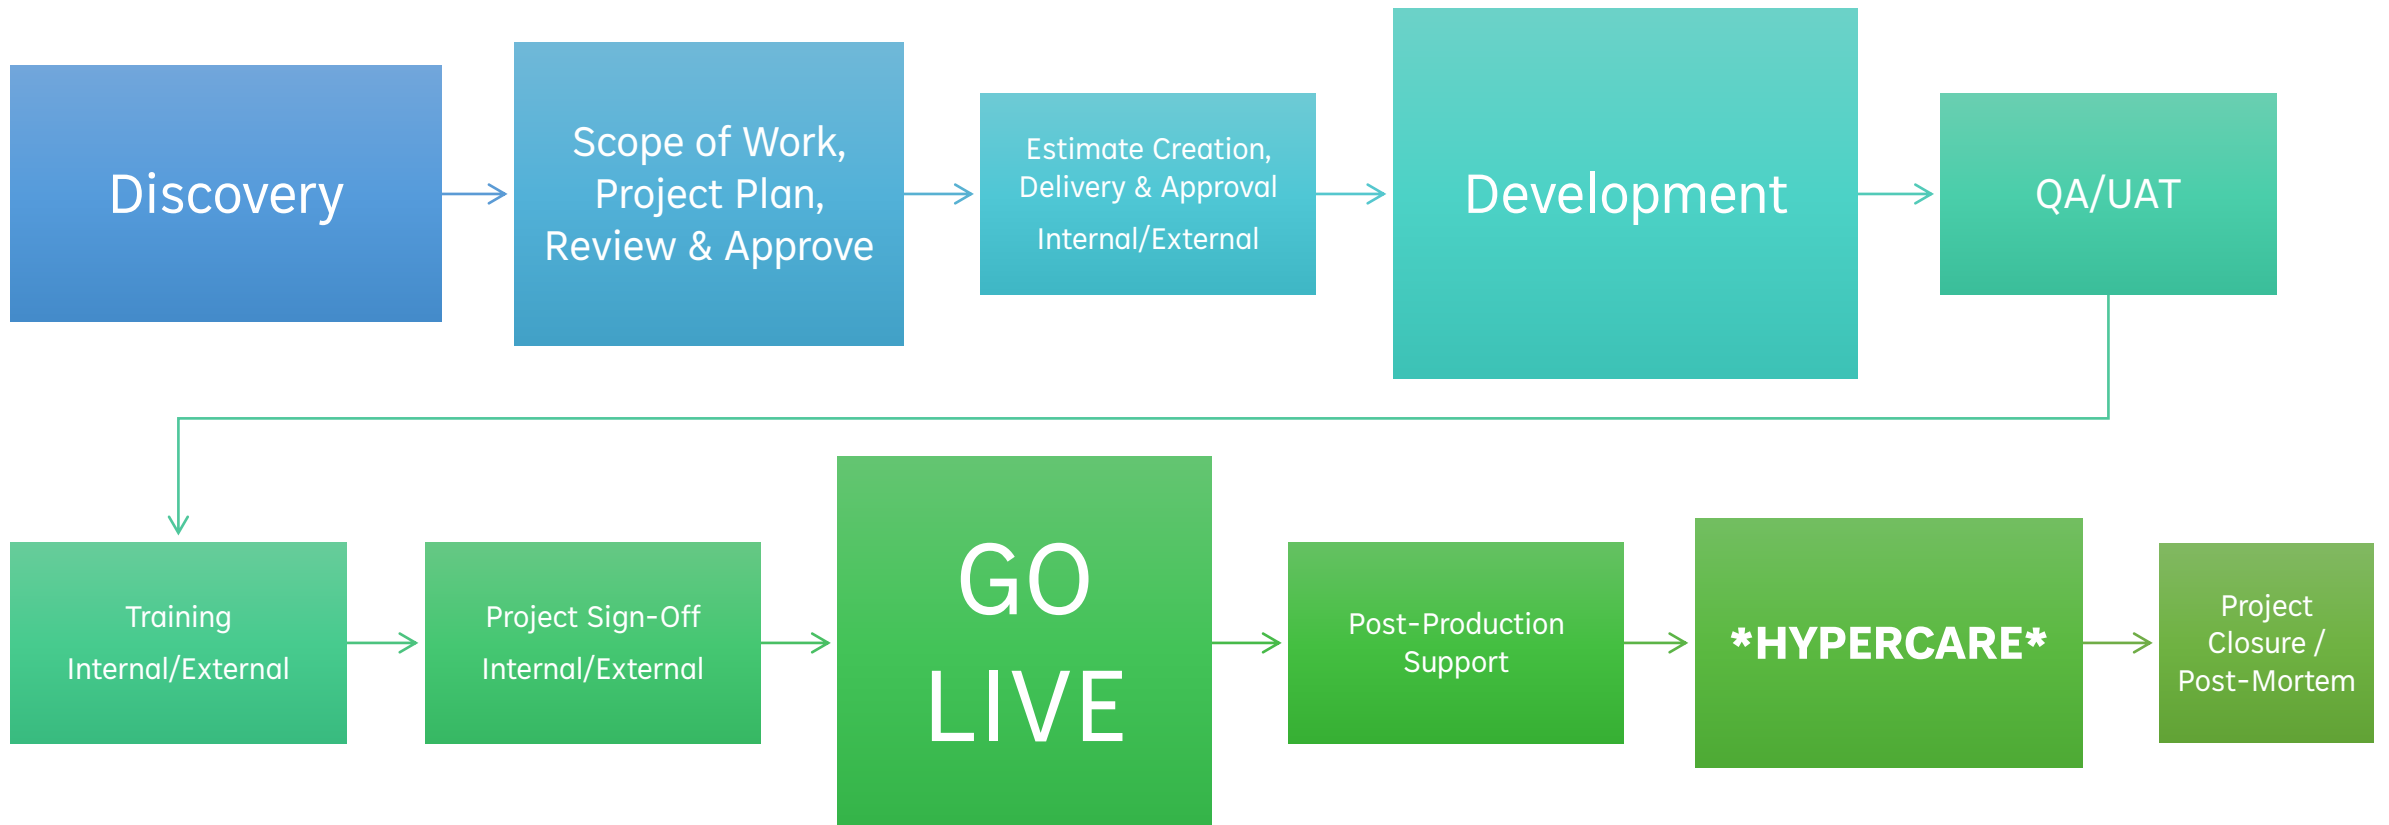 Discovery
Scope of Work,
Project Plan,
Review & Approve
Estimate Creation,
Delivery & Approval
Internal/External
Development
QA/UAT
Training
Internal/External
Project Sign-Off
Internal/External
GO
LIVE
Post-Production
Support
*HYPERCARE*
Project
Closure /
Post-Mortem